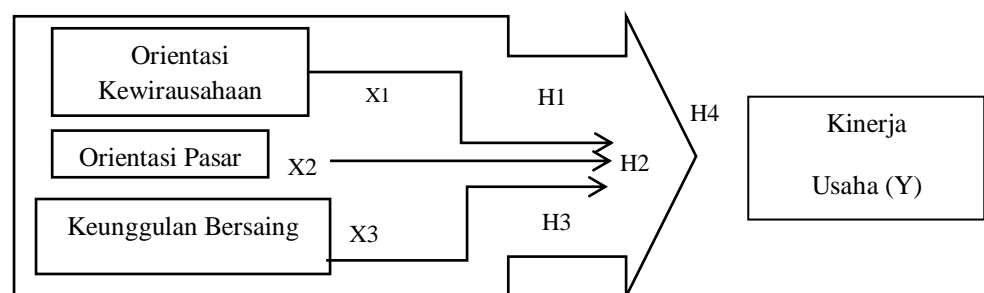 Orientasi
Kewirausahaan
X1
H1
H4
Orientasi Pasar
X2
H2
Keunggulan Bersaing
X3
H3
Kinerja
Usaha (Y)